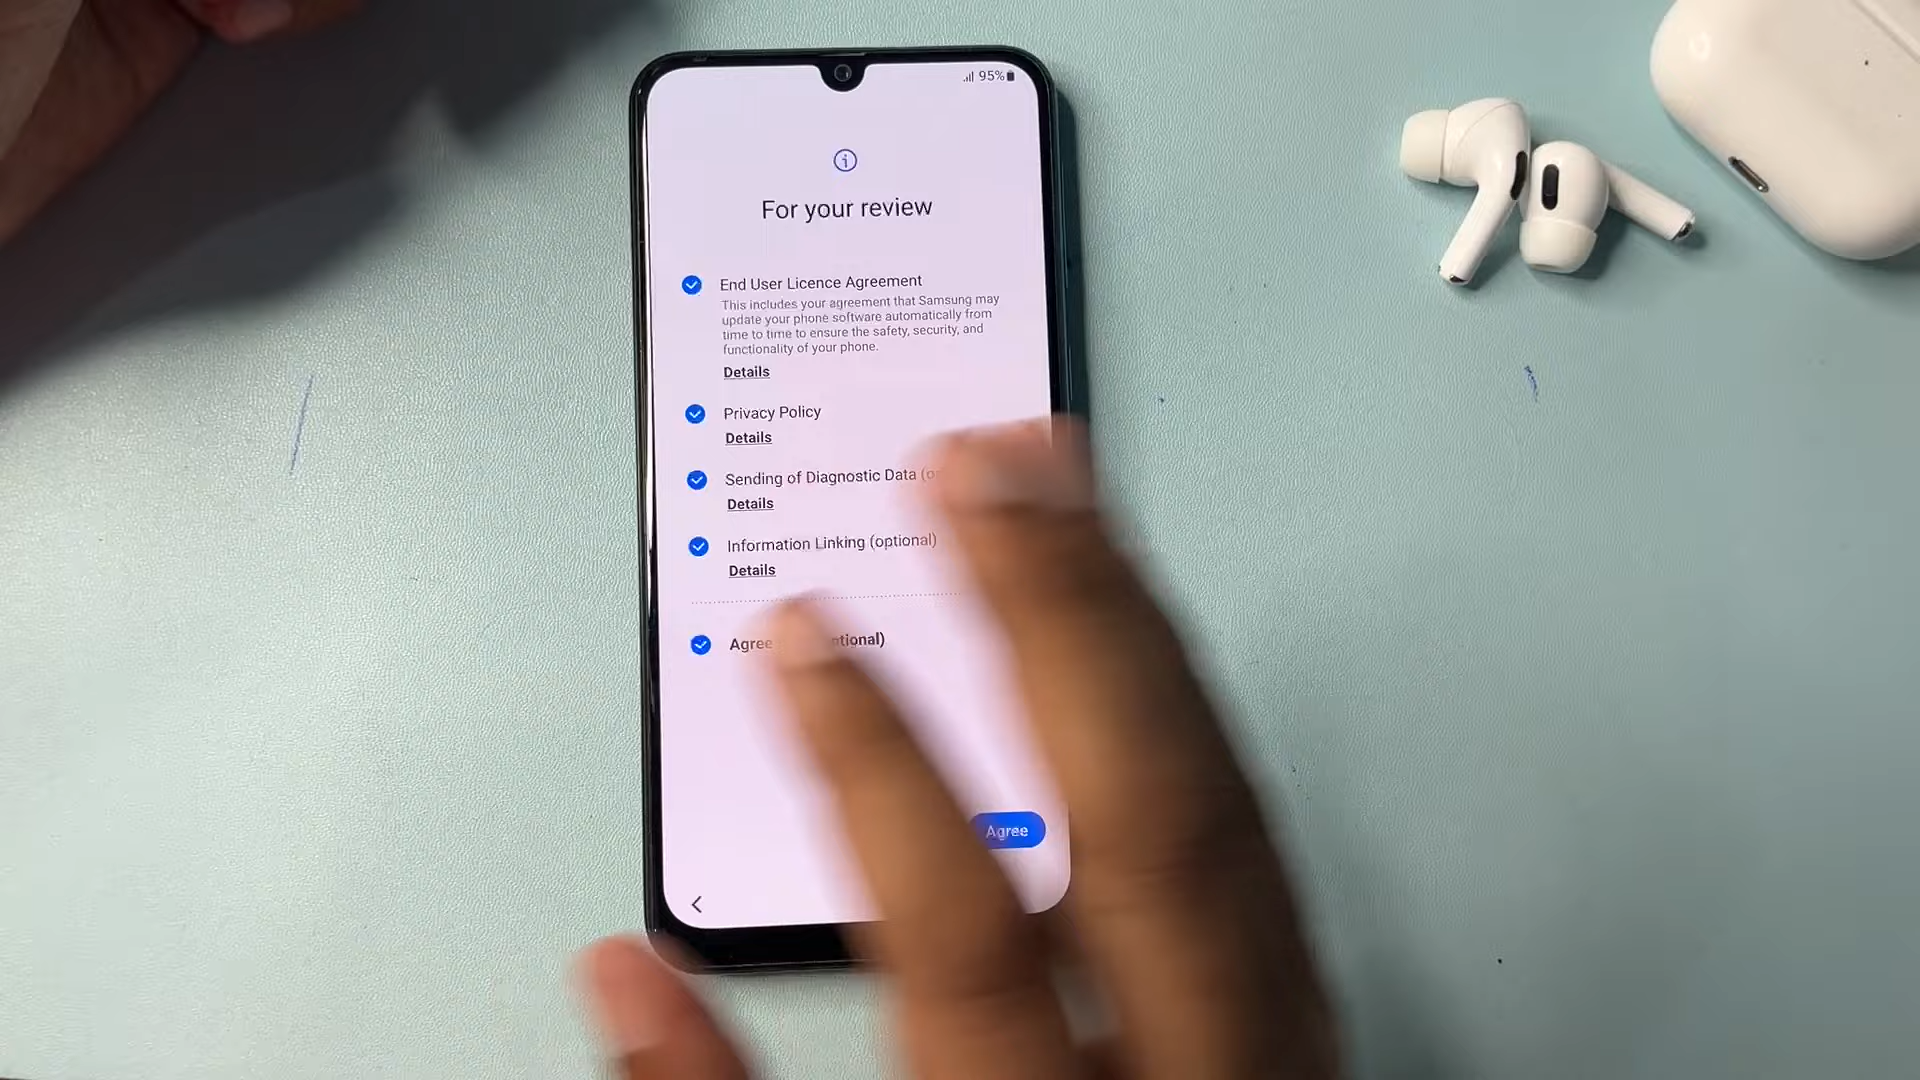 95%
For your review
End User Licence Agreement
This includes your agreement that Samsung may
update your phone software automatically from
time to time to ensure the safety, security, and
functionality of your phone.
Details
Privacy Policy
Details
Sending of Diagnostic Data
Details
Information Linking (optional)
Details
Agree
Agree